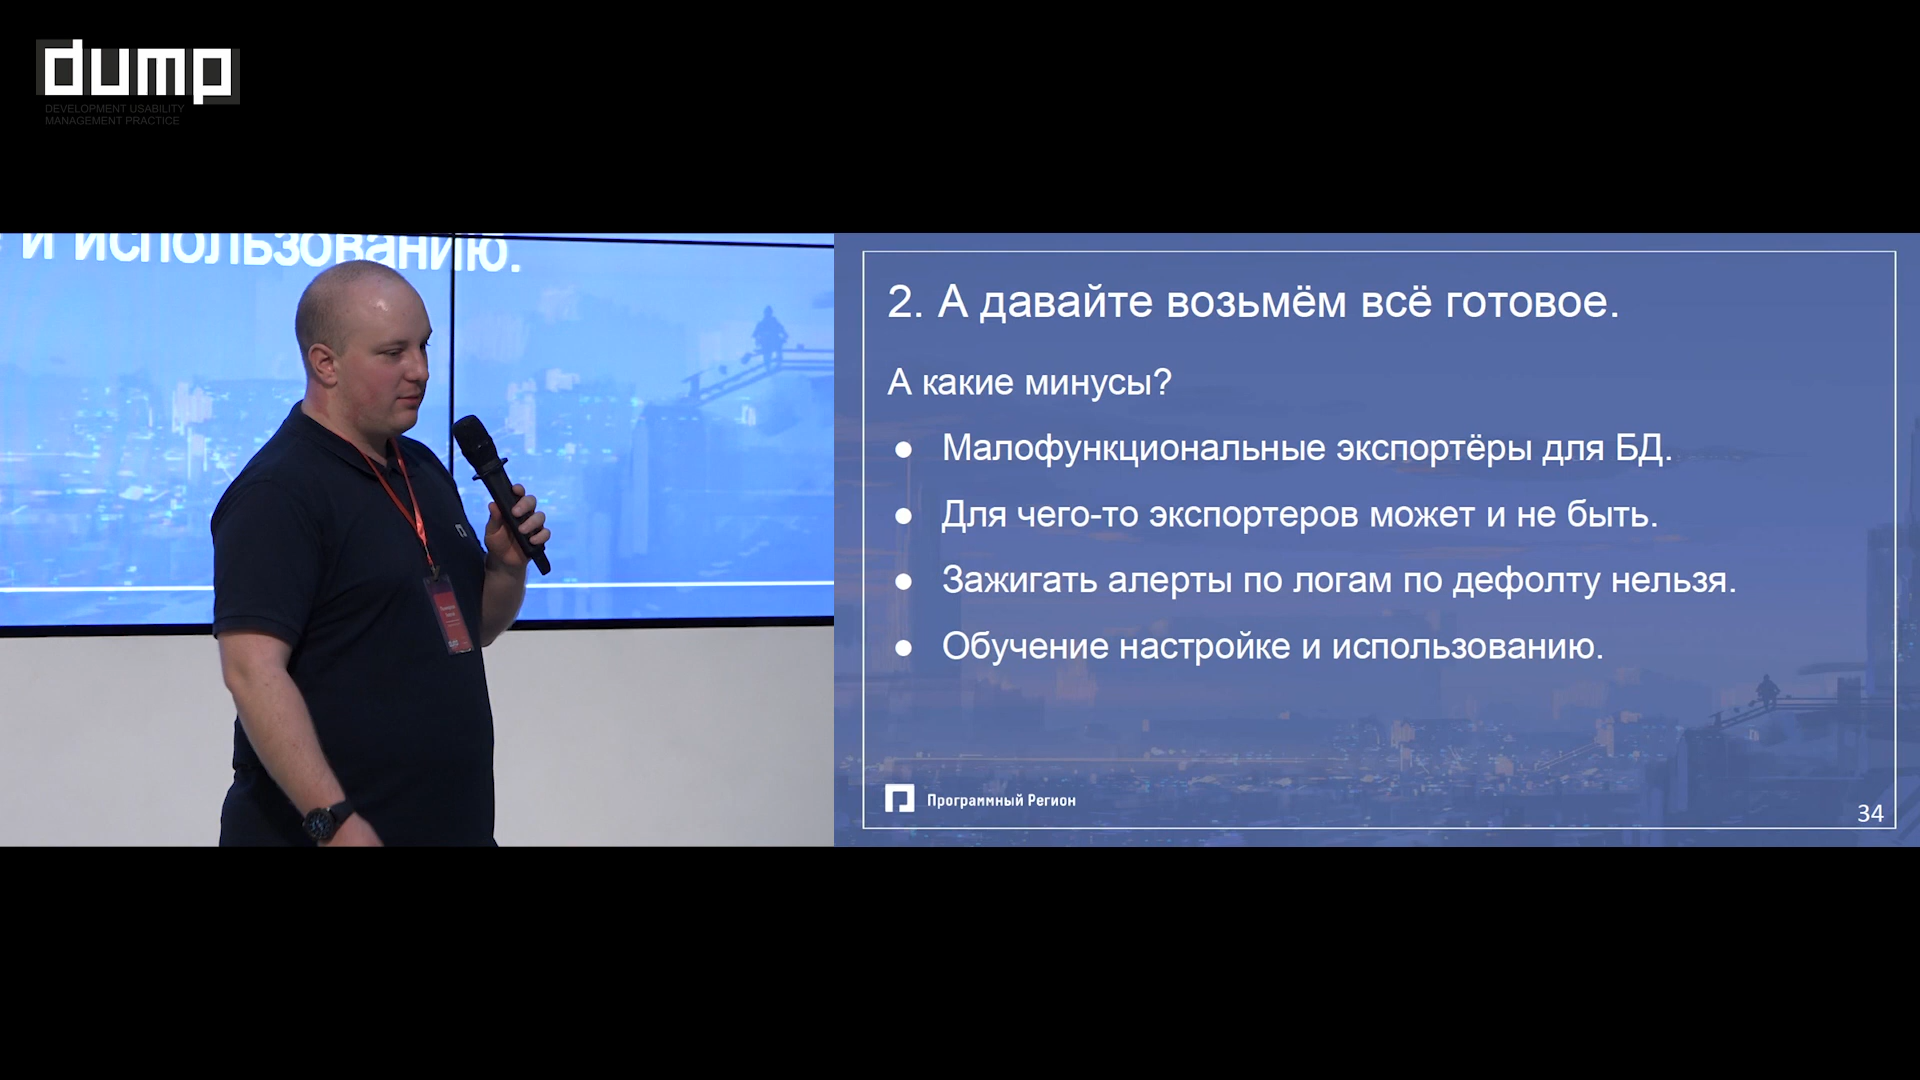 dump
DEVELOPMENT USABILITY
MANAGEMENT PRACTICE
и использованию.
2. А давайте возьмём всё готовое.
А какие минусы?
● Малофункциональные экспортёры для БД.
● Для чего-то экспортеров может и не быть.
● Зажигать алерты по логам по дефолту нельзя.
● Обучение настройке и использованию.
Программный Регион
34